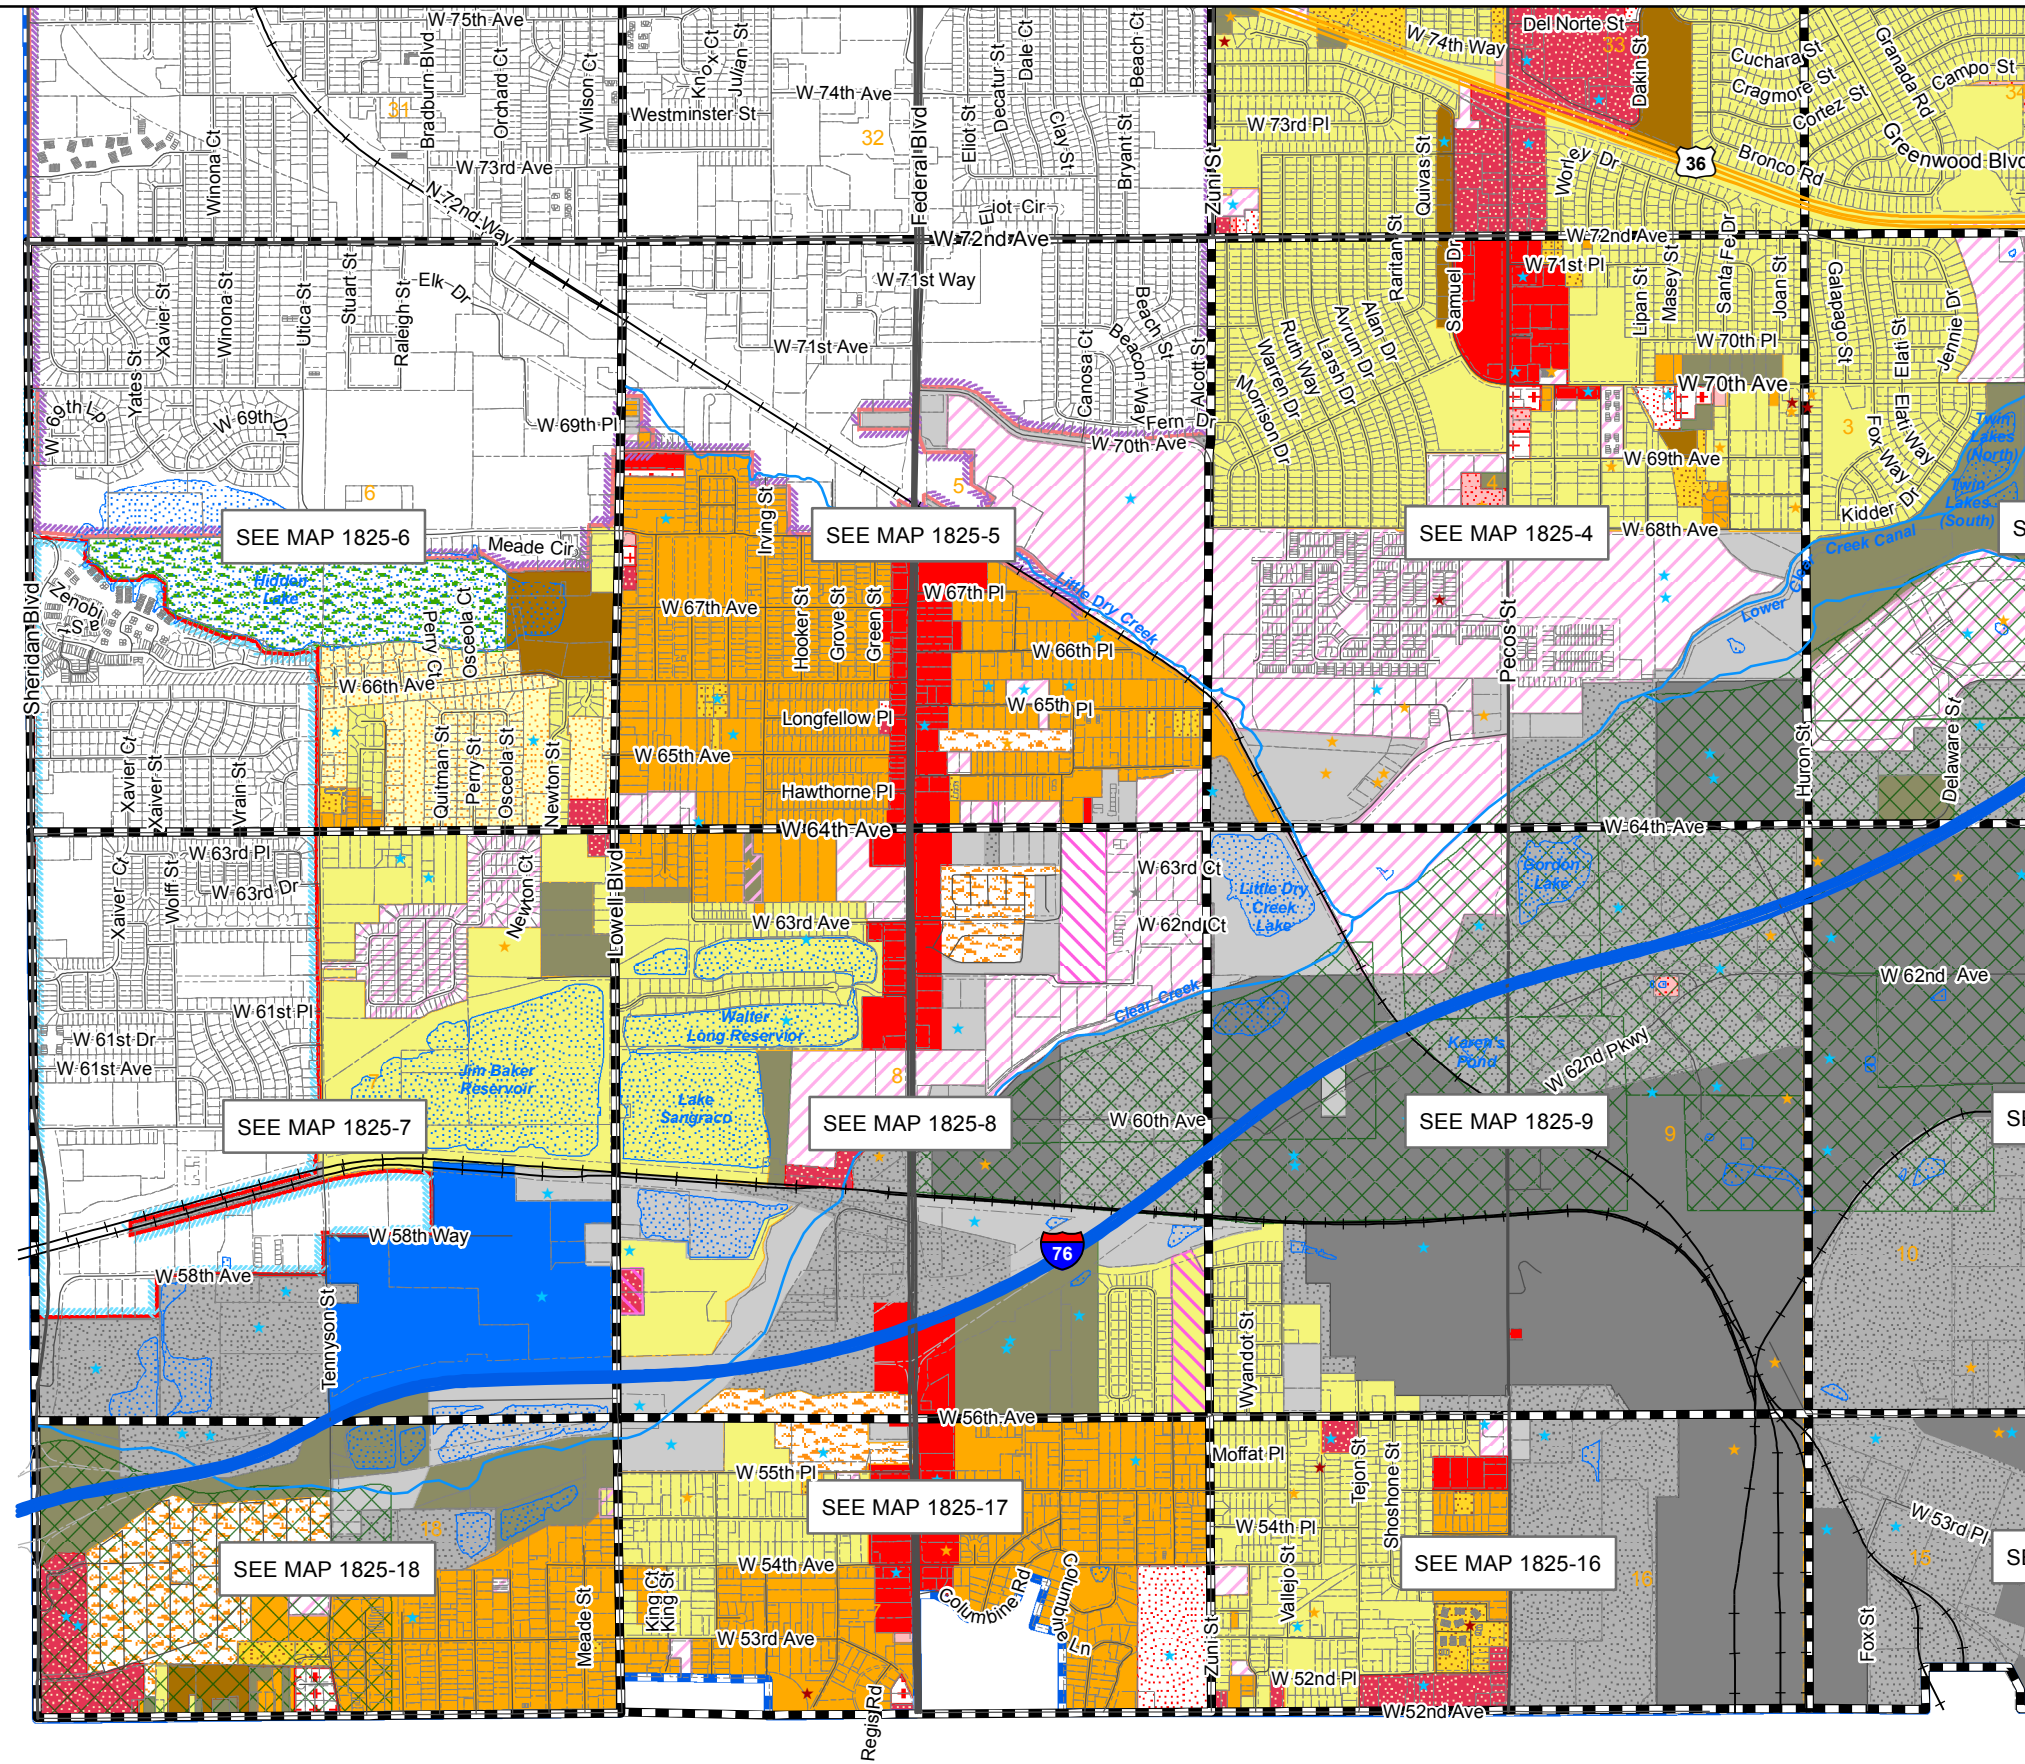 W 75th Ave
Bradburn Blvd
Orchard Ct
Wilson Ct
Knox Ct
Julian St
Decatur St
Dale Ct
Beach Ct
W 74th Way
Del Norte St
33
Dakin St
Cuchara St
Cragmore St
Cortez St
Granada Rd
Campo St
34
31
Westminster St
W 74th Ave
32
Federal Blvd
Eliot St
Clay St
Bryant St
Zuni St
W 73rd Pl
Quivas St
Worley Dr
36
Bronco Rd
Greenwood Blvd
Winona Ct
W 73rd Ave
N 72nd Way
Eliot Cir
W 72nd Ave
W 72nd Ave
Raritan St
Samuel Dr
W 71st Pl
Lipan St
Masey St
Santa Fe Dr
Joan St
Galapago St
Elati St
Jennie Dr
Xavier St
Winona St
Utica St
Stuart St
Raleigh St
Elk Dr
W 71st Way
W 71st Ave
Canosa Ct
Beach St
Beacon Way
Alcott St
Fern Dr
Morrison Dr
Warren Dr
Ruth Way
Larsh Dr
Avrum Dr
Alan Dr
W 70th Pl
W 70th Ave
W 69th Lp
Yates St
W 69th Dr
W 69th Pl
W 70th Ave
W 69th Ave
3
Fox Way
Elati Way
Kidder Dr
Twin
Lakes
(North)
Twin
Lakes
(South)
6
5
4
SEE MAP 1825-6
SEE MAP 1825-5
SEE MAP 1825-4
W 68th Ave
Creek Canal
Lower Clear
Meade Cir
Irving St
Hidden
Lake
Zenobia St
Sheridan Blvd
Perry Ct
Osceola Ct
W 67th Ave
Hooker St
Grove St
Green St
W 67th Pl
Little Dry Creek
W 66th Ave
W 66th Pl
Pecos St
Longfellow Pl
W 65th Pl
W 65th Ave
Hawthorne Pl
Xavier Ct
Xaiver St
Vrain St
Quitman St
Perry St
Osceola St
Newton St
Huron St
Delaware St
W 64th Ave
W 64th Ave
W 63rd Pl
W 63rd Dr
Xaiver Ct
Wolff St
Newton Ct
Lowell Blvd
W 63rd Ave
W 63rd Ct
W 62nd Ct
Little Dry
Creek
Lake
Gordon
Lake
W 62nd Ave
W 61st Pl
W 61st Dr
W 61st Ave
Walter
Long Reservior
Clear Creek
Karen's
Pond
W 62nd Pkwy
7
Jim Baker
Reservoir
Lake
Sangraco
8
W 60th Ave
9
SEE MAP 1825-7
SEE MAP 1825-8
SEE MAP 1825-9
W 58th Way
W 58th Ave
Tennyson St
76
Wyandot St
10
W 56th Ave
Moffat Pl
Tejon St
Shoshone St
W 55th Pl
SEE MAP 1825-17
18
W 54th Pl
W 53rd Pl
15
SEE MAP 1825-18
SEE MAP 1825-16
16
W 54th Ave
King Ct
King St
Meade St
Columbine Rd
Columbine Ln
Vallejo St
Zuni St
W 53rd Ave
Fox St
Regis Rd
W 52nd Pl
W 52nd Ave